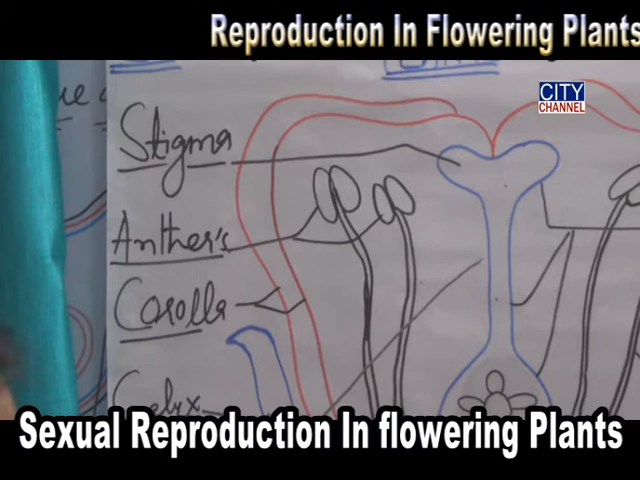 Reproduction In Flowering Plants
CITY
CHANNEL
Stigma
Anther's
Corolla
Calyx
Sexual Reproduction In flowering Plants